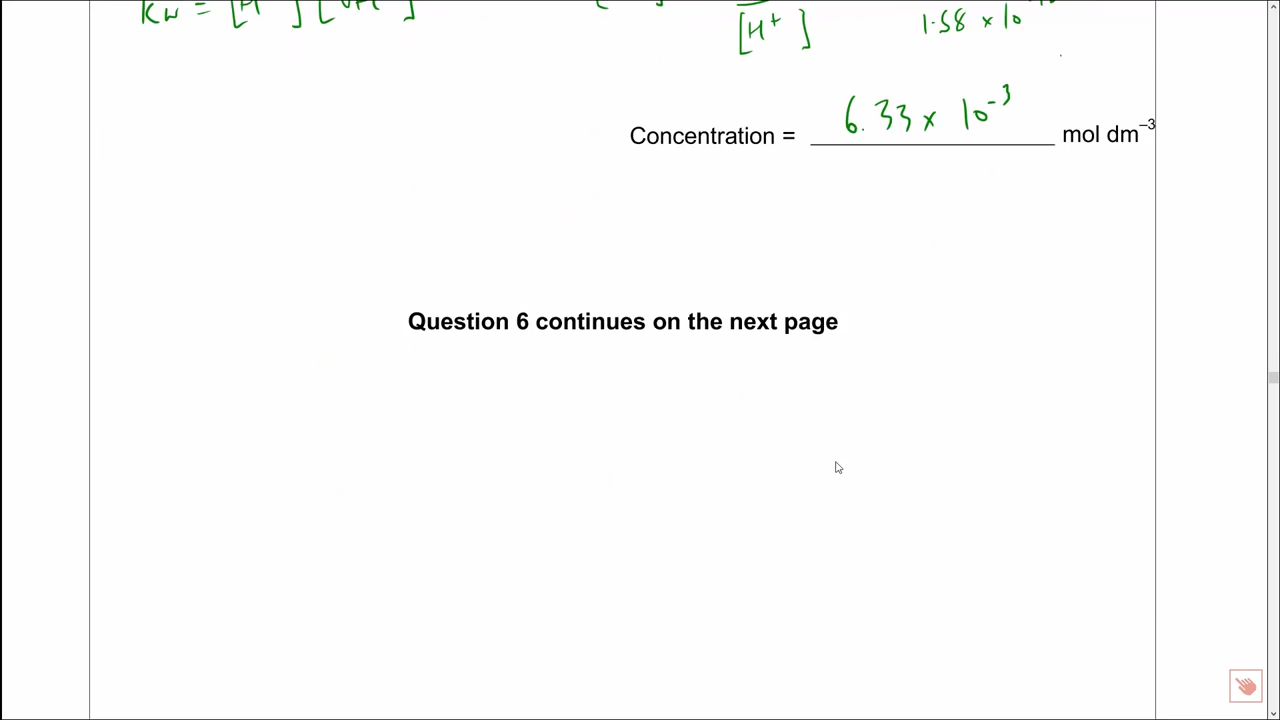 Kw = [H ] [OH ]
[H⁺ ] 1.58 × 10
6.33 × 10⁻³
Concentration = mol dm⁻³
Question 6 continues on the next page